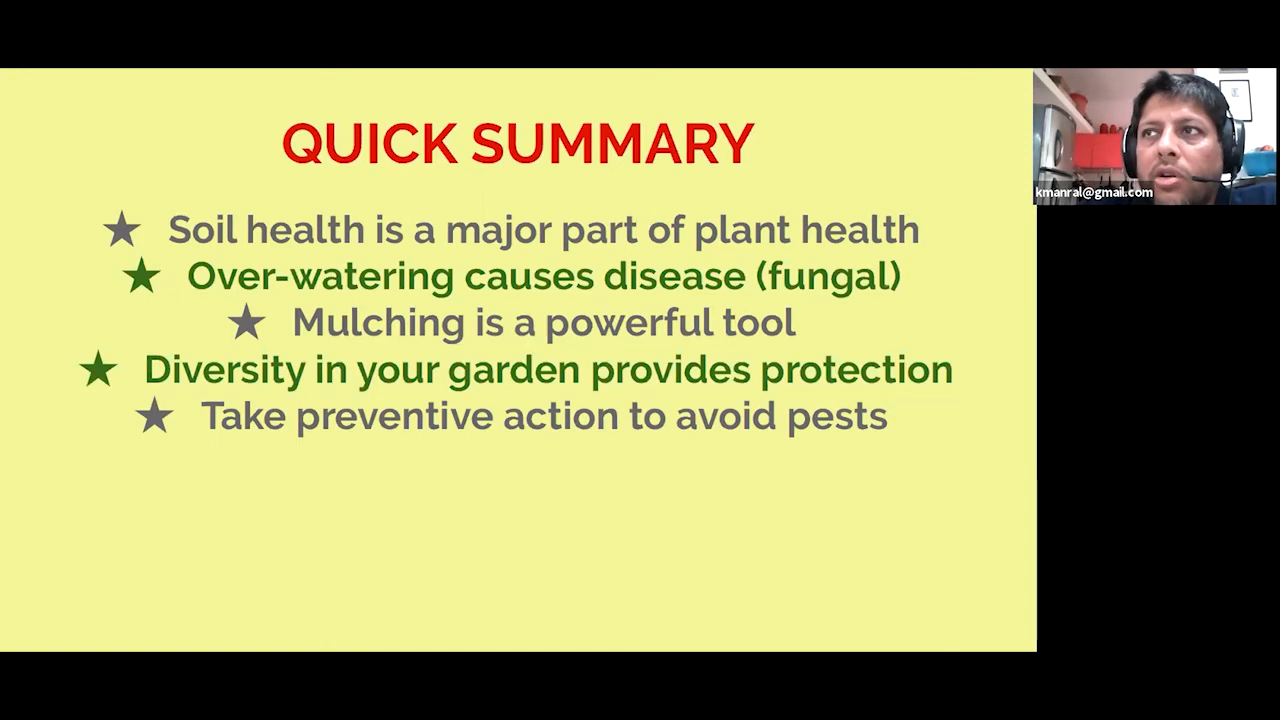 QUICK SUMMARY
★ Soil health is a major part of plant health
★ Over-watering causes disease (fungal)
★ Mulching is a powerful tool
★ Diversity in your garden provides protection
★ Take preventive action to avoid pests
kmanral@gmail.com